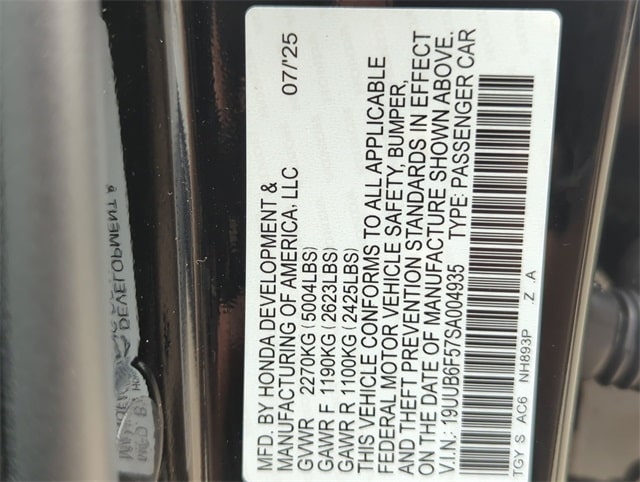 MFD. BY HONDA DEVELOPMENT &
MANUFACTURING OF AMERICA, LLC 07/'25
GVWR 2270KG (5004LBS)
GAWR F 1190KG (2623LBS)
GAWR R 1100KG (2425LBS)
THIS VEHICLE CONFORMS TO ALL APPLICABLE
FEDERAL MOTOR VEHICLE SAFETY, BUMPER,
AND THEFT PREVENTION STANDARDS IN EFFECT
ON THE DATE OF MANUFACTURE SHOWN ABOVE.
V.I.N.: 19UUB6F57SA004935 TYPE: PASSENGER CAR
TGY S AC6 NH893P .Z .A
DEVELOPMENT &